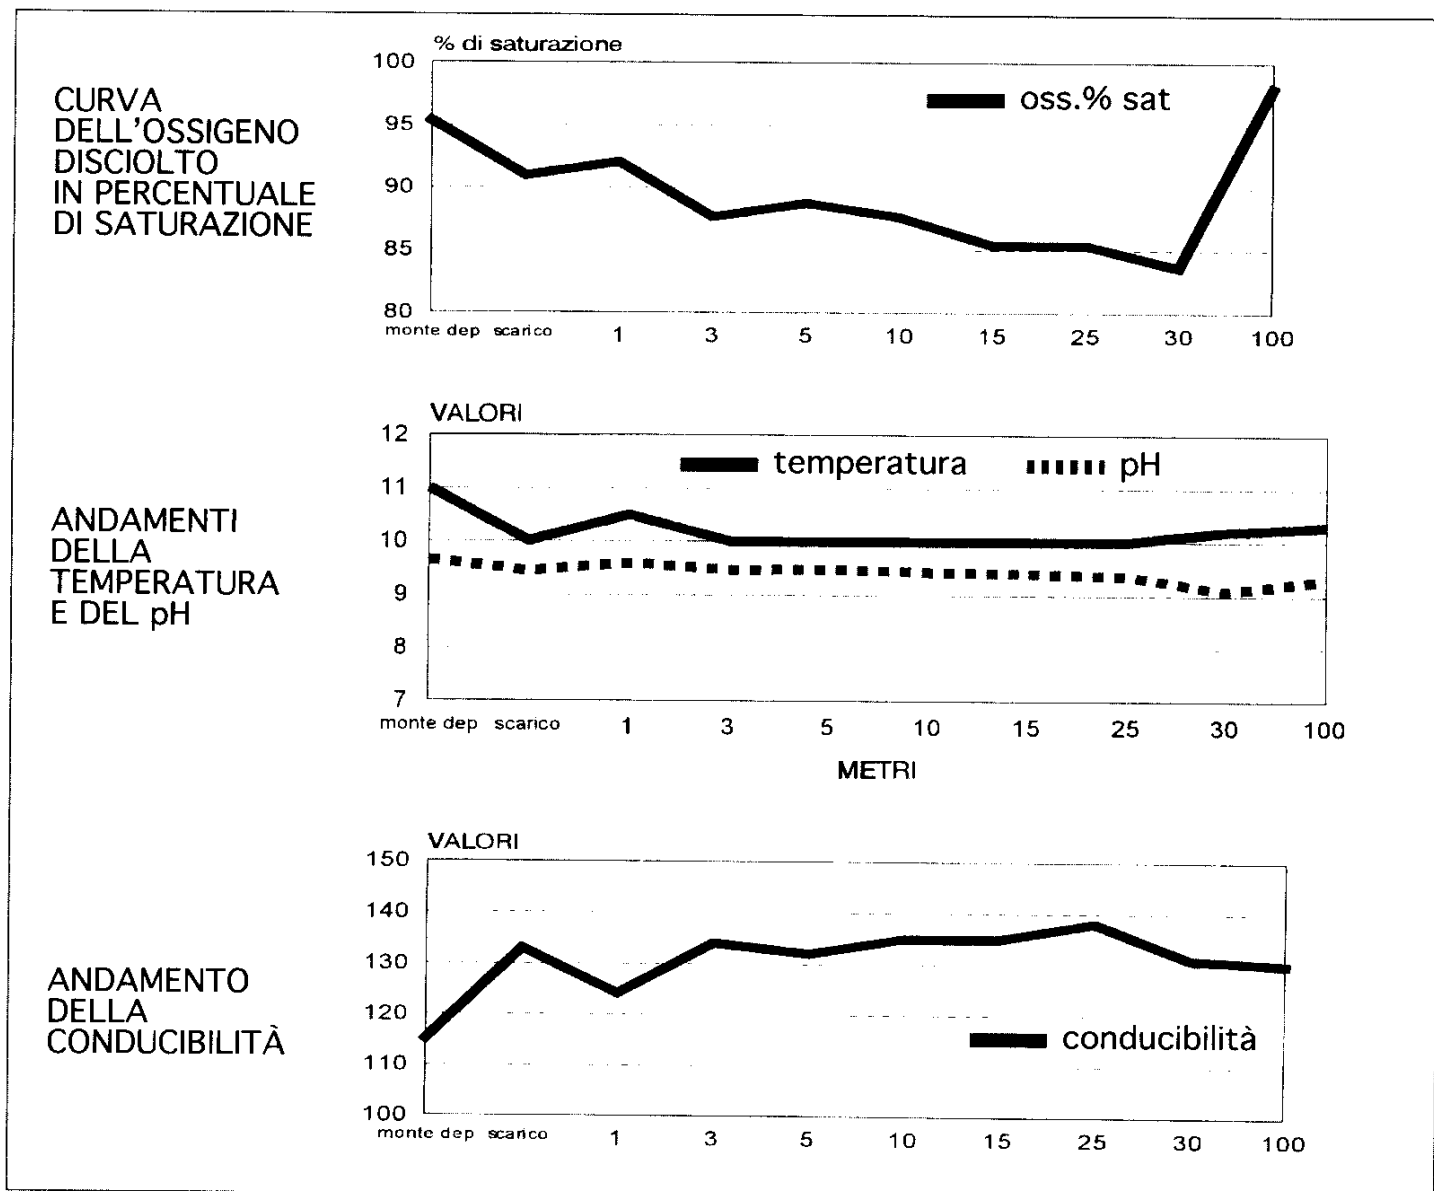 % di saturazione
CURVA
DELL'OSSIGENO
DISCIOLTO
IN PERCENTUALE
DI SATURAZIONE
100
95
90
85
80
oss.% sat
monte dep scarico 1 3 5 10 15 25 30 100
VALORI
ANDAMENTI
DELLA
TEMPERATURA
E DEL pH
12
11
10
9
8
7
temperatura pH
monte dep scarico 1 3 5 10 15 25 30 100
METRI
VALORI
ANDAMENTO
DELLA
CONDUCIBILITÀ
150
140
130
120
110
100
conducibilità
monte dep scarico 1 3 5 10 15 25 30 100